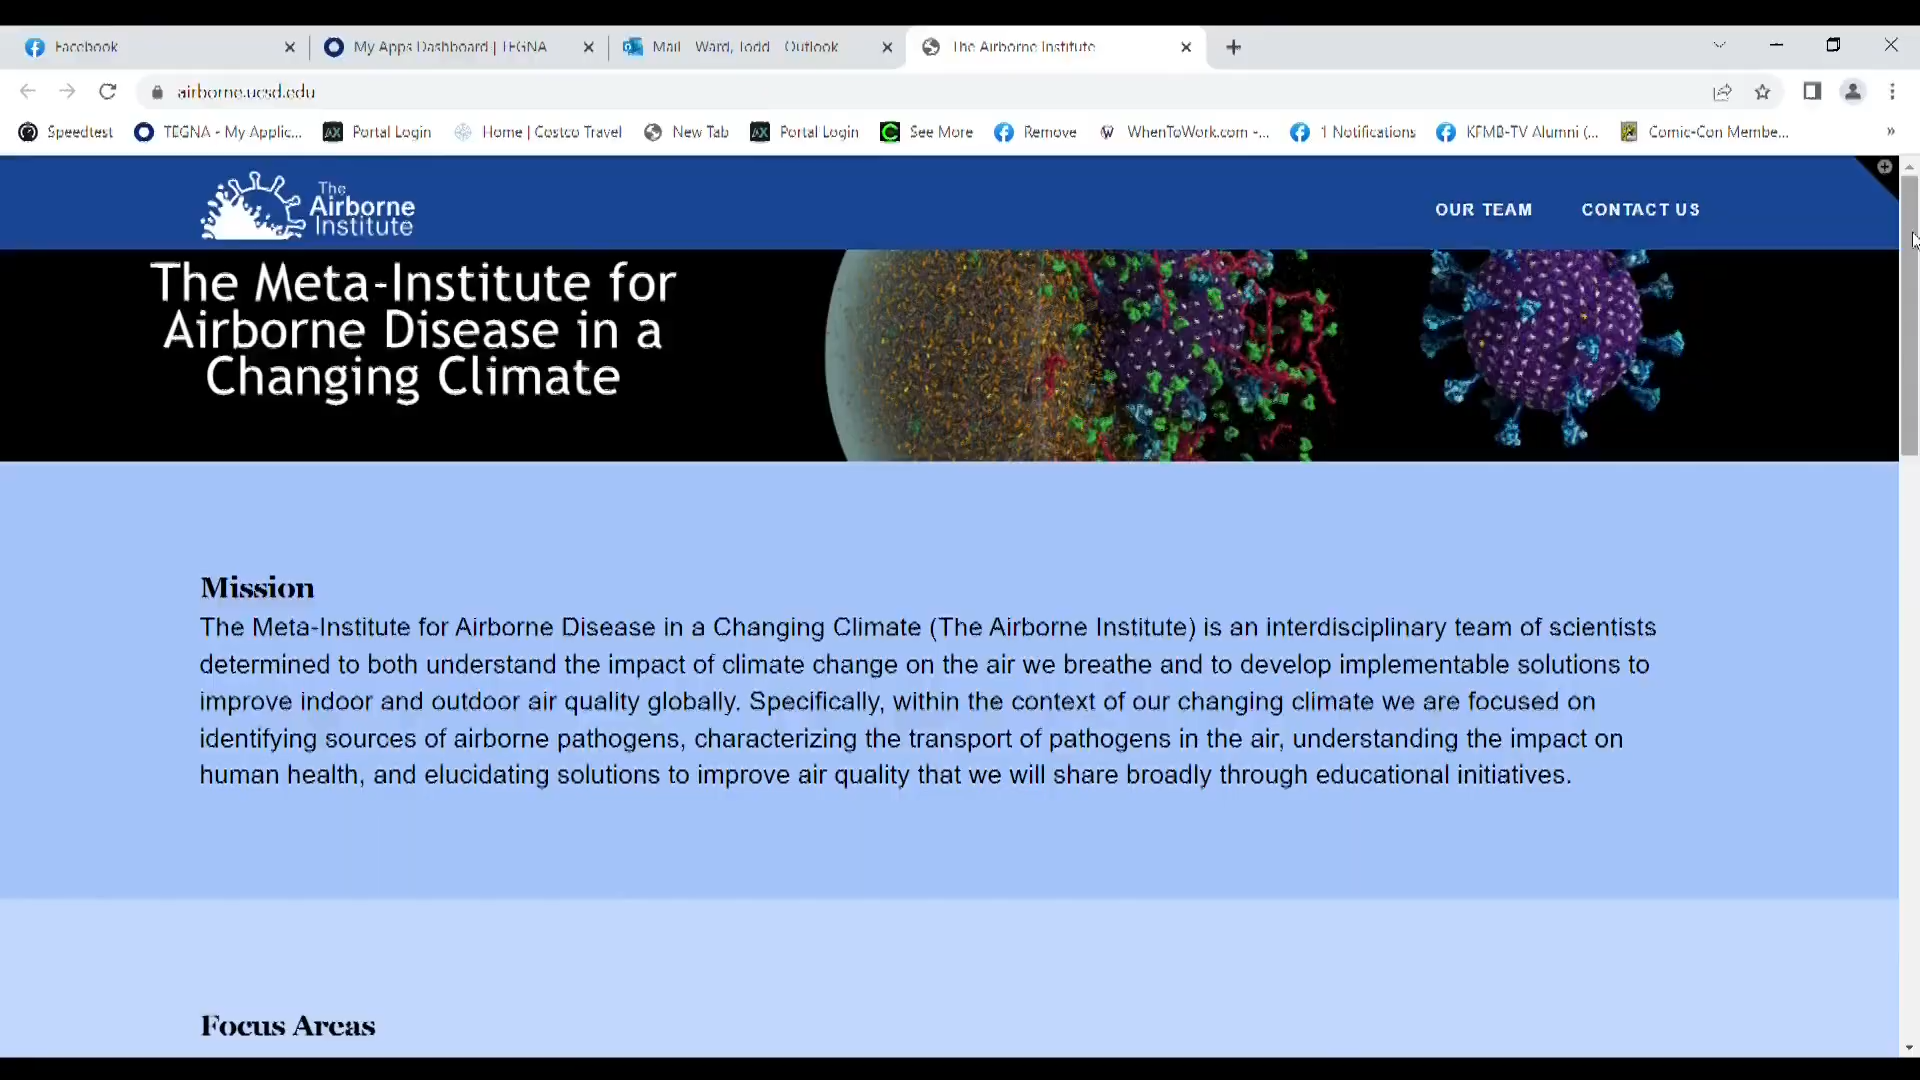 Facebook
My Apps Dashboard | TEGNA
Mail - Ward, Todd - Outlook
The Airborne Institute
airborne.ucsd.edu
Speedtest
TEGNA - My Applic...
Portal Login
Home | Costco Travel
New Tab
Portal Login
See More
Remove
WhenToWork.com -...
1 Notifications
KFMB-TV Alumni (...
Comic-Con Membe...
The
Airborne
Institute
OUR TEAM
CONTACT US
The Meta-Institute for
Airborne Disease in a
Changing Climate
Mission
The Meta-Institute for Airborne Disease in a Changing Climate (The Airborne Institute) is an interdisciplinary team of scientists
determined to both understand the impact of climate change on the air we breathe and to develop implementable solutions to
improve indoor and outdoor air quality globally. Specifically, within the context of our changing climate we are focused on
identifying sources of airborne pathogens, characterizing the transport of pathogens in the air, understanding the impact on
human health, and elucidating solutions to improve air quality that we will share broadly through educational initiatives.
Focus Areas